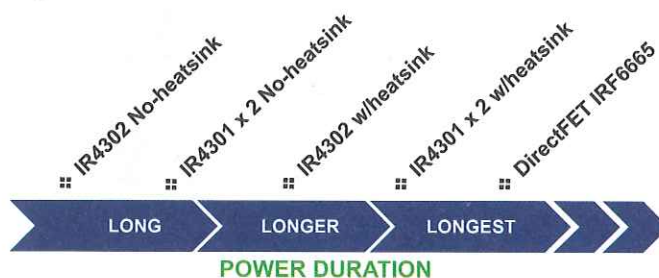 IR4302 No-heatsink
IR4301 x 2 No-heatsink
IR4302 w/heatsink
IR4301 x 2 w/heatsink
DirectFET IRF6665
LONG
LONGER
LONGEST
POWER DURATION